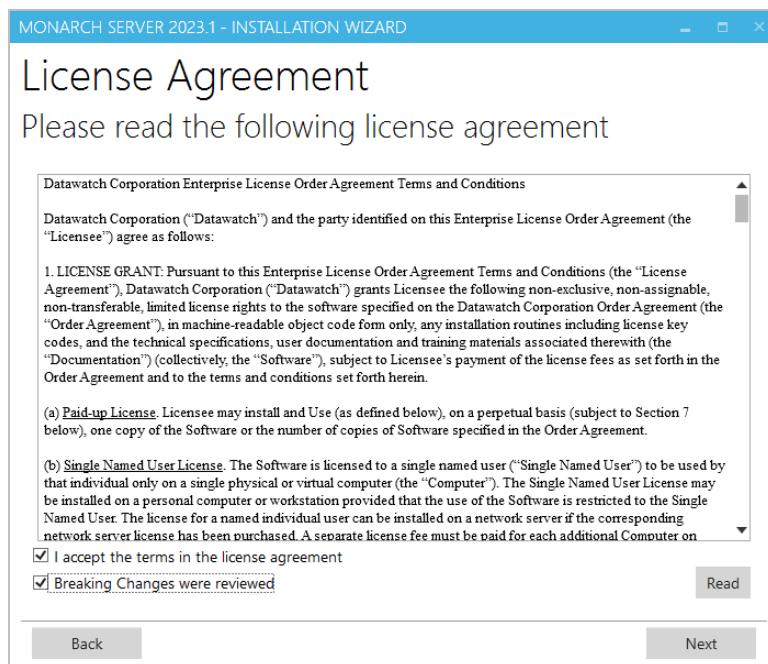 MONARCH SERVER 2023.1 - INSTALLATION WIZARD
License Agreement
Please read the following license agreement
Datawatch Corporation Enterprise License Order Agreement Terms and Conditions
Datawatch Corporation (“Datawatch”) and the party identified on this Enterprise License Order Agreement (the
“Licensee”) agree as follows:
1. LICENSE GRANT: Pursuant to this Enterprise License Order Agreement Terms and Conditions (the “License
Agreement”), Datawatch Corporation (“Datawatch”) grants Licensee the following non-exclusive, non-assignable,
non-transferable, limited license rights to the software specified on the Datawatch Corporation Order Agreement (the
“Order Agreement”), in machine-readable object code form only, any installation routines including license key
codes, and the technical specifications, user documentation and training materials associated therewith (the
“Documentation”) (collectively, the “Software”), subject to Licensee’s payment of the license fees as set forth in the
Order Agreement and to the terms and conditions set forth herein.
(a) Paid-up License. Licensee may install and Use (as defined below), on a perpetual basis (subject to Section 7
below), one copy of the Software or the number of copies of Software specified in the Order Agreement.
(b) Single Named User License. The Software is licensed to a single named user (“Single Named User”) to be used by
that individual only on a single physical or virtual computer (the “Computer”). The Single Named User License may
be installed on a personal computer or workstation provided that the use of the Software is restricted to the Single
Named User. The license for a named individual user can be installed on a network server if the corresponding
network server license has been purchased. A separate license fee must be paid for each additional Computer on
I accept the terms in the license agreement
Breaking Changes were reviewed
Read
Back
Next